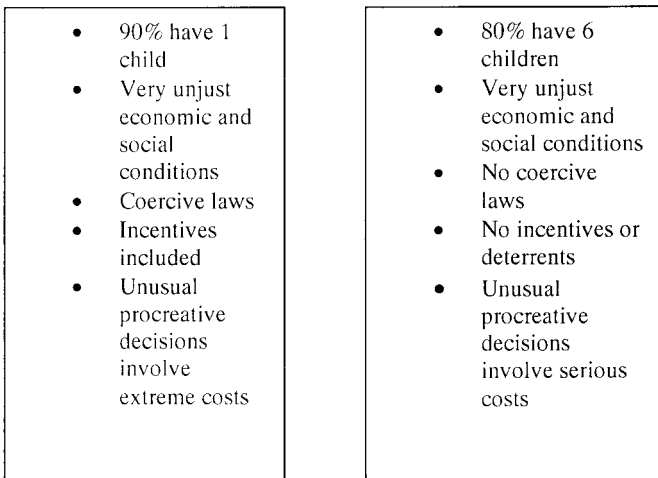 • 90% have 1
child
• Very unjust
economic and
social
conditions
• Coercive laws
• Incentives
included
• Unusual
procreative
decisions
involve
extreme costs
• 80% have 6
children
• Very unjust
economic and
social conditions
• No coercive
laws
• No incentives or
deterrents
• Unusual
procreative
decisions
involve serious
costs